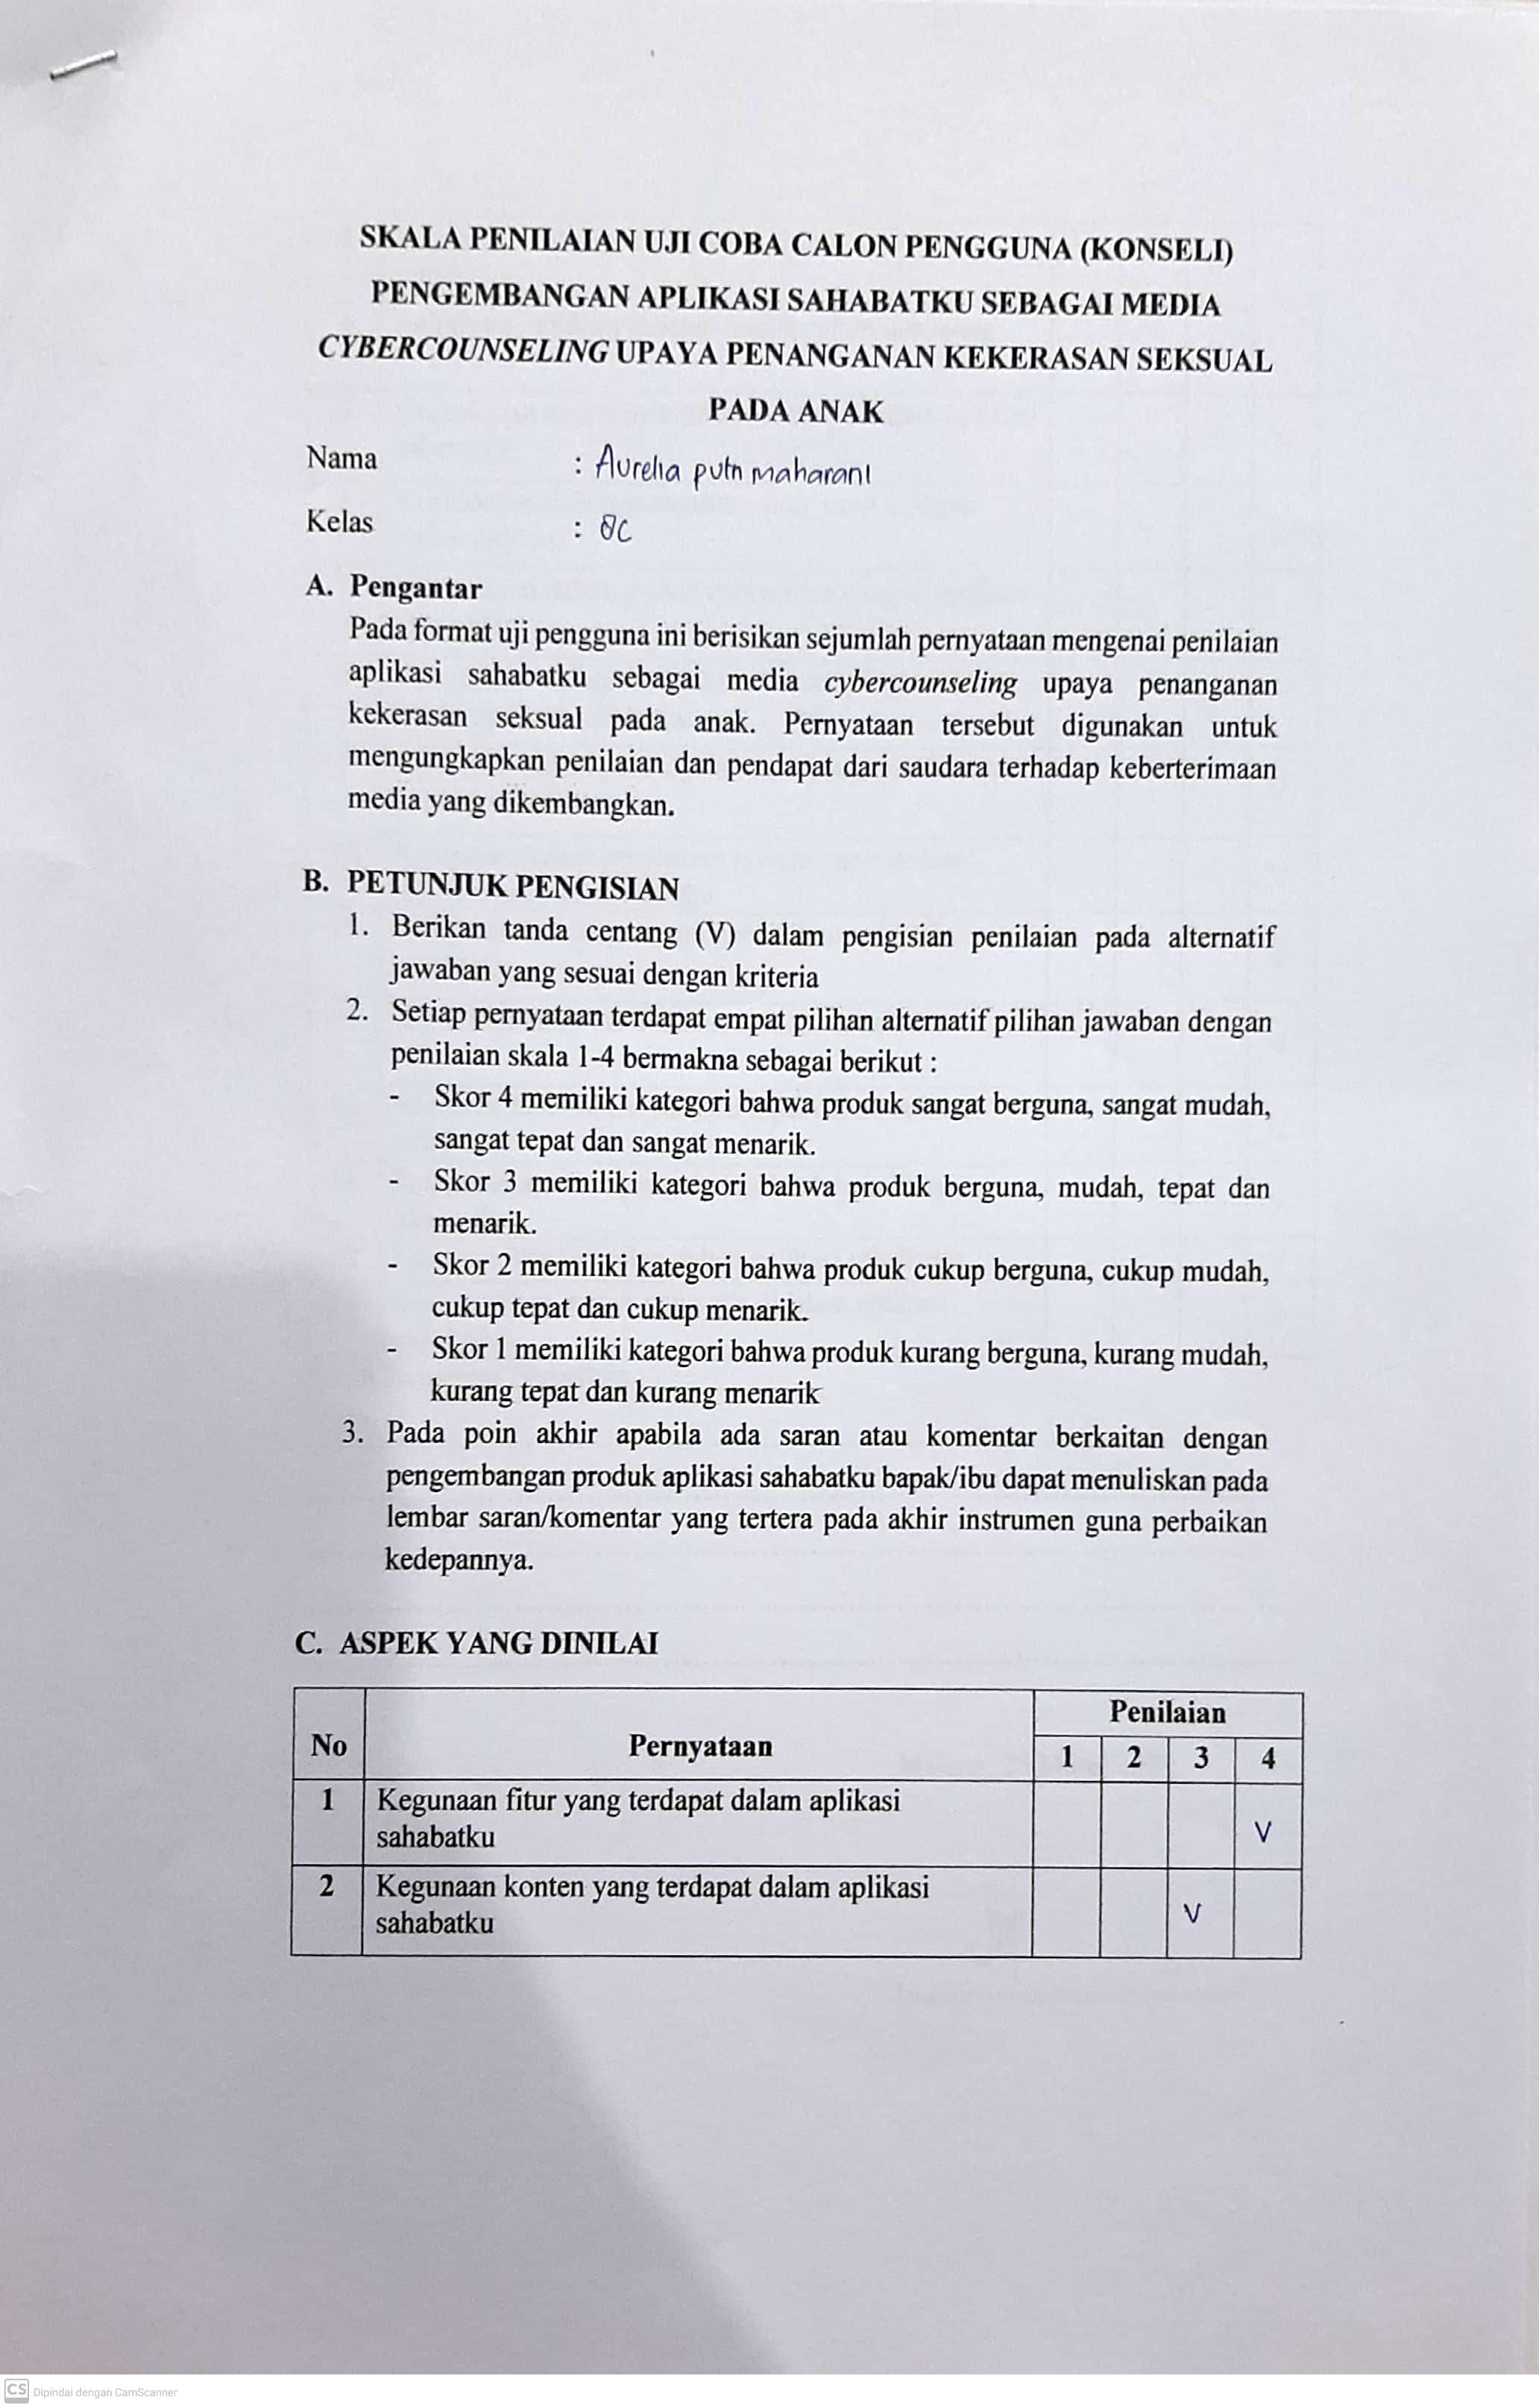 SKALA PENILAIAN UJI COBA CALON PENGGUNA (KONSELI)
PENGEMBANGAN APLIKASI SAHABATKU SEBAGAI MEDIA
CYBERCOUNSELING UPAYA PENANGANAN KEKERASAN SEKSUAL
PADA ANAK
Nama : Aurelia putri maharani
Kelas : 8C
A. Pengantar
Pada format uji pengguna ini berisikan sejumlah pernyataan mengenai penilaian
aplikasi sahabatku sebagai media cybercounseling upaya penanganan
kekerasan seksual pada anak. Pernyataan tersebut digunakan untuk
mengungkapkan penilaian dan pendapat dari saudara terhadap keberterimaan
media yang dikembangkan.
B. PETUNJUK PENGISIAN
1. Berikan tanda centang (V) dalam pengisian penilaian pada alternatif
jawaban yang sesuai dengan kriteria
2. Setiap pernyataan terdapat empat pilihan alternatif pilihan jawaban dengan
penilaian skala 1-4 bermakna sebagai berikut :
- Skor 4 memiliki kategori bahwa produk sangat berguna, sangat mudah,
sangat tepat dan sangat menarik.
- Skor 3 memiliki kategori bahwa produk berguna, mudah, tepat dan
menarik.
- Skor 2 memiliki kategori bahwa produk cukup berguna, cukup mudah,
cukup tepat dan cukup menarik.
- Skor 1 memiliki kategori bahwa produk kurang berguna, kurang mudah,
kurang tepat dan kurang menarik
3. Pada poin akhir apabila ada saran atau komentar berkaitan dengan
pengembangan produk aplikasi sahabatku bapak/ibu dapat menuliskan pada
lembar saran/komentar yang tertera pada akhir instrumen guna perbaikan
kedepannya.
C. ASPEK YANG DINILAI
No Pernyataan Penilaian
1 2 3 4
1 Kegunaan fitur yang terdapat dalam aplikasi
sahabatku V
2 Kegunaan konten yang terdapat dalam aplikasi
sahabatku V
CS Dipindai dengan CamScanner